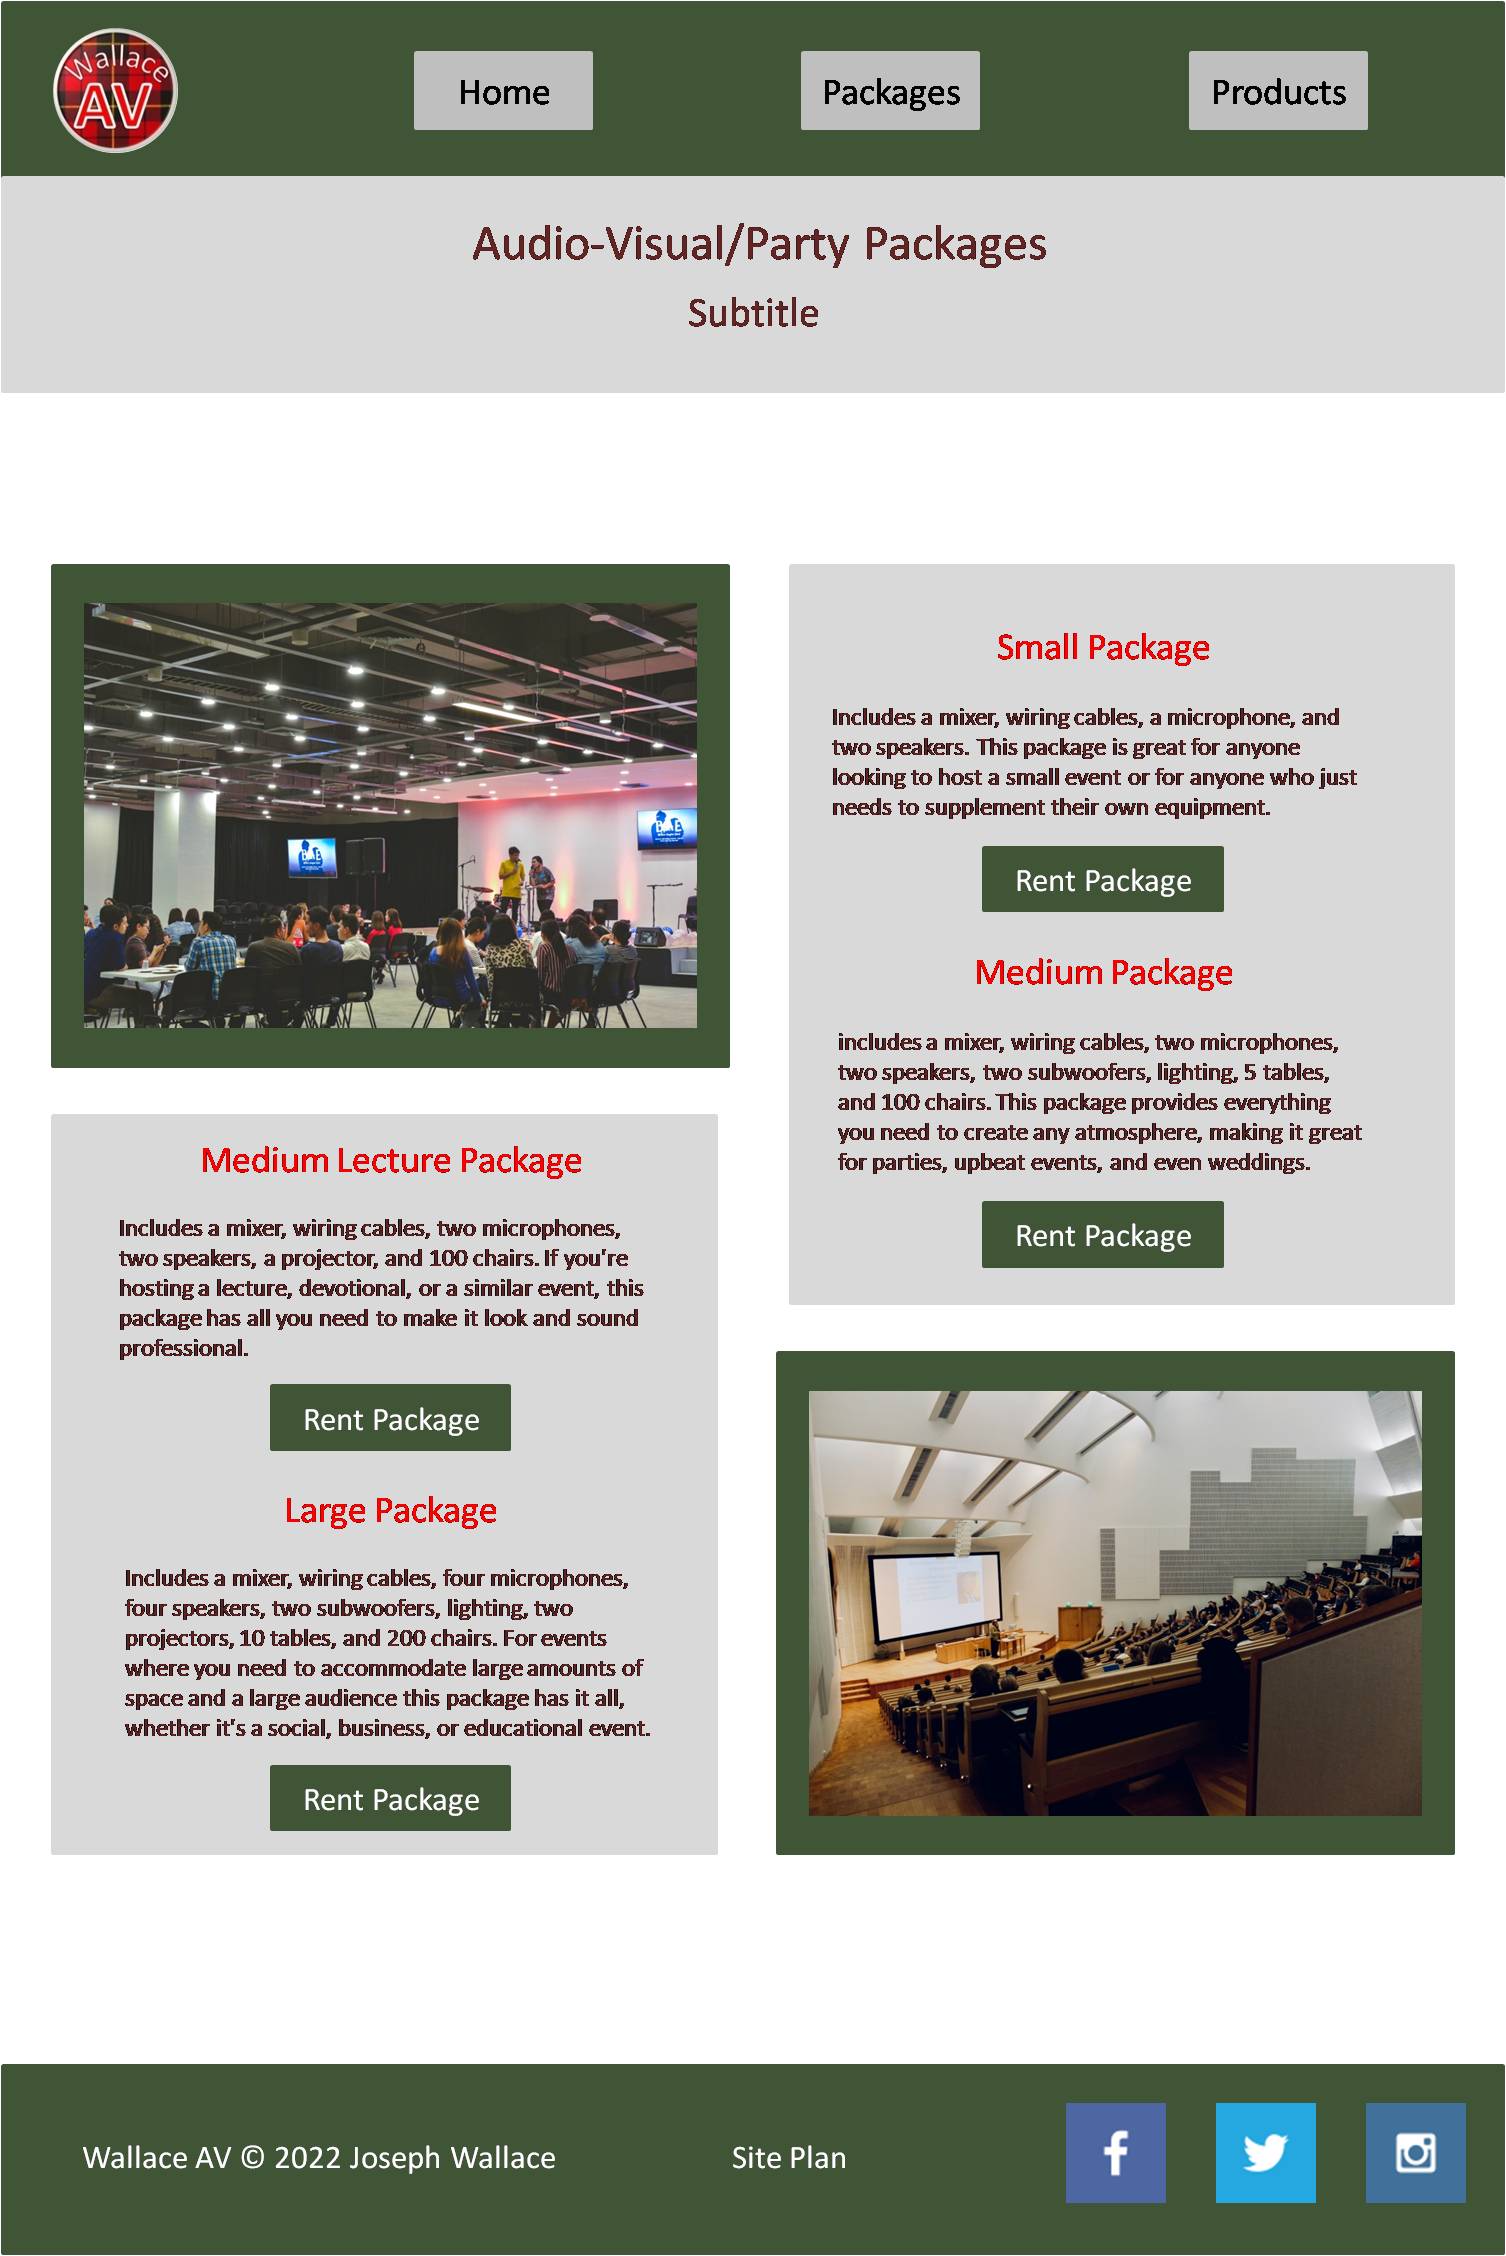 Wallace
AV
Home
Packages
Products
Audio-Visual/Party Packages
Subtitle
Small Package
Includes a mixer, wiring cables, a microphone, and
two speakers. This package is great for anyone
looking to host a small event or for anyone who just
needs to supplement their own equipment.
Rent Package
Medium Package
includes a mixer, wiring cables, two microphones,
two speakers, two subwoofers, lighting, 5 tables,
and 100 chairs. This package provides everything
you need to create any atmosphere, making it great
for parties, upbeat events, and even weddings.
Rent Package
Medium Lecture Package
Includes a mixer, wiring cables, two microphones,
two speakers, a projector, and 100 chairs. If you're
hosting a lecture, devotional, or a similar event, this
package has all you need to make it look and sound
professional.
Rent Package
Large Package
Includes a mixer, wiring cables, four microphones,
four speakers, two subwoofers, lighting, two
projectors, 10 tables, and 200 chairs. For events
where you need to accommodate large amounts of
space and a large audience this package has it all,
whether it's a social, business, or educational event.
Rent Package
Wallace AV © 2022 Joseph Wallace
Site Plan